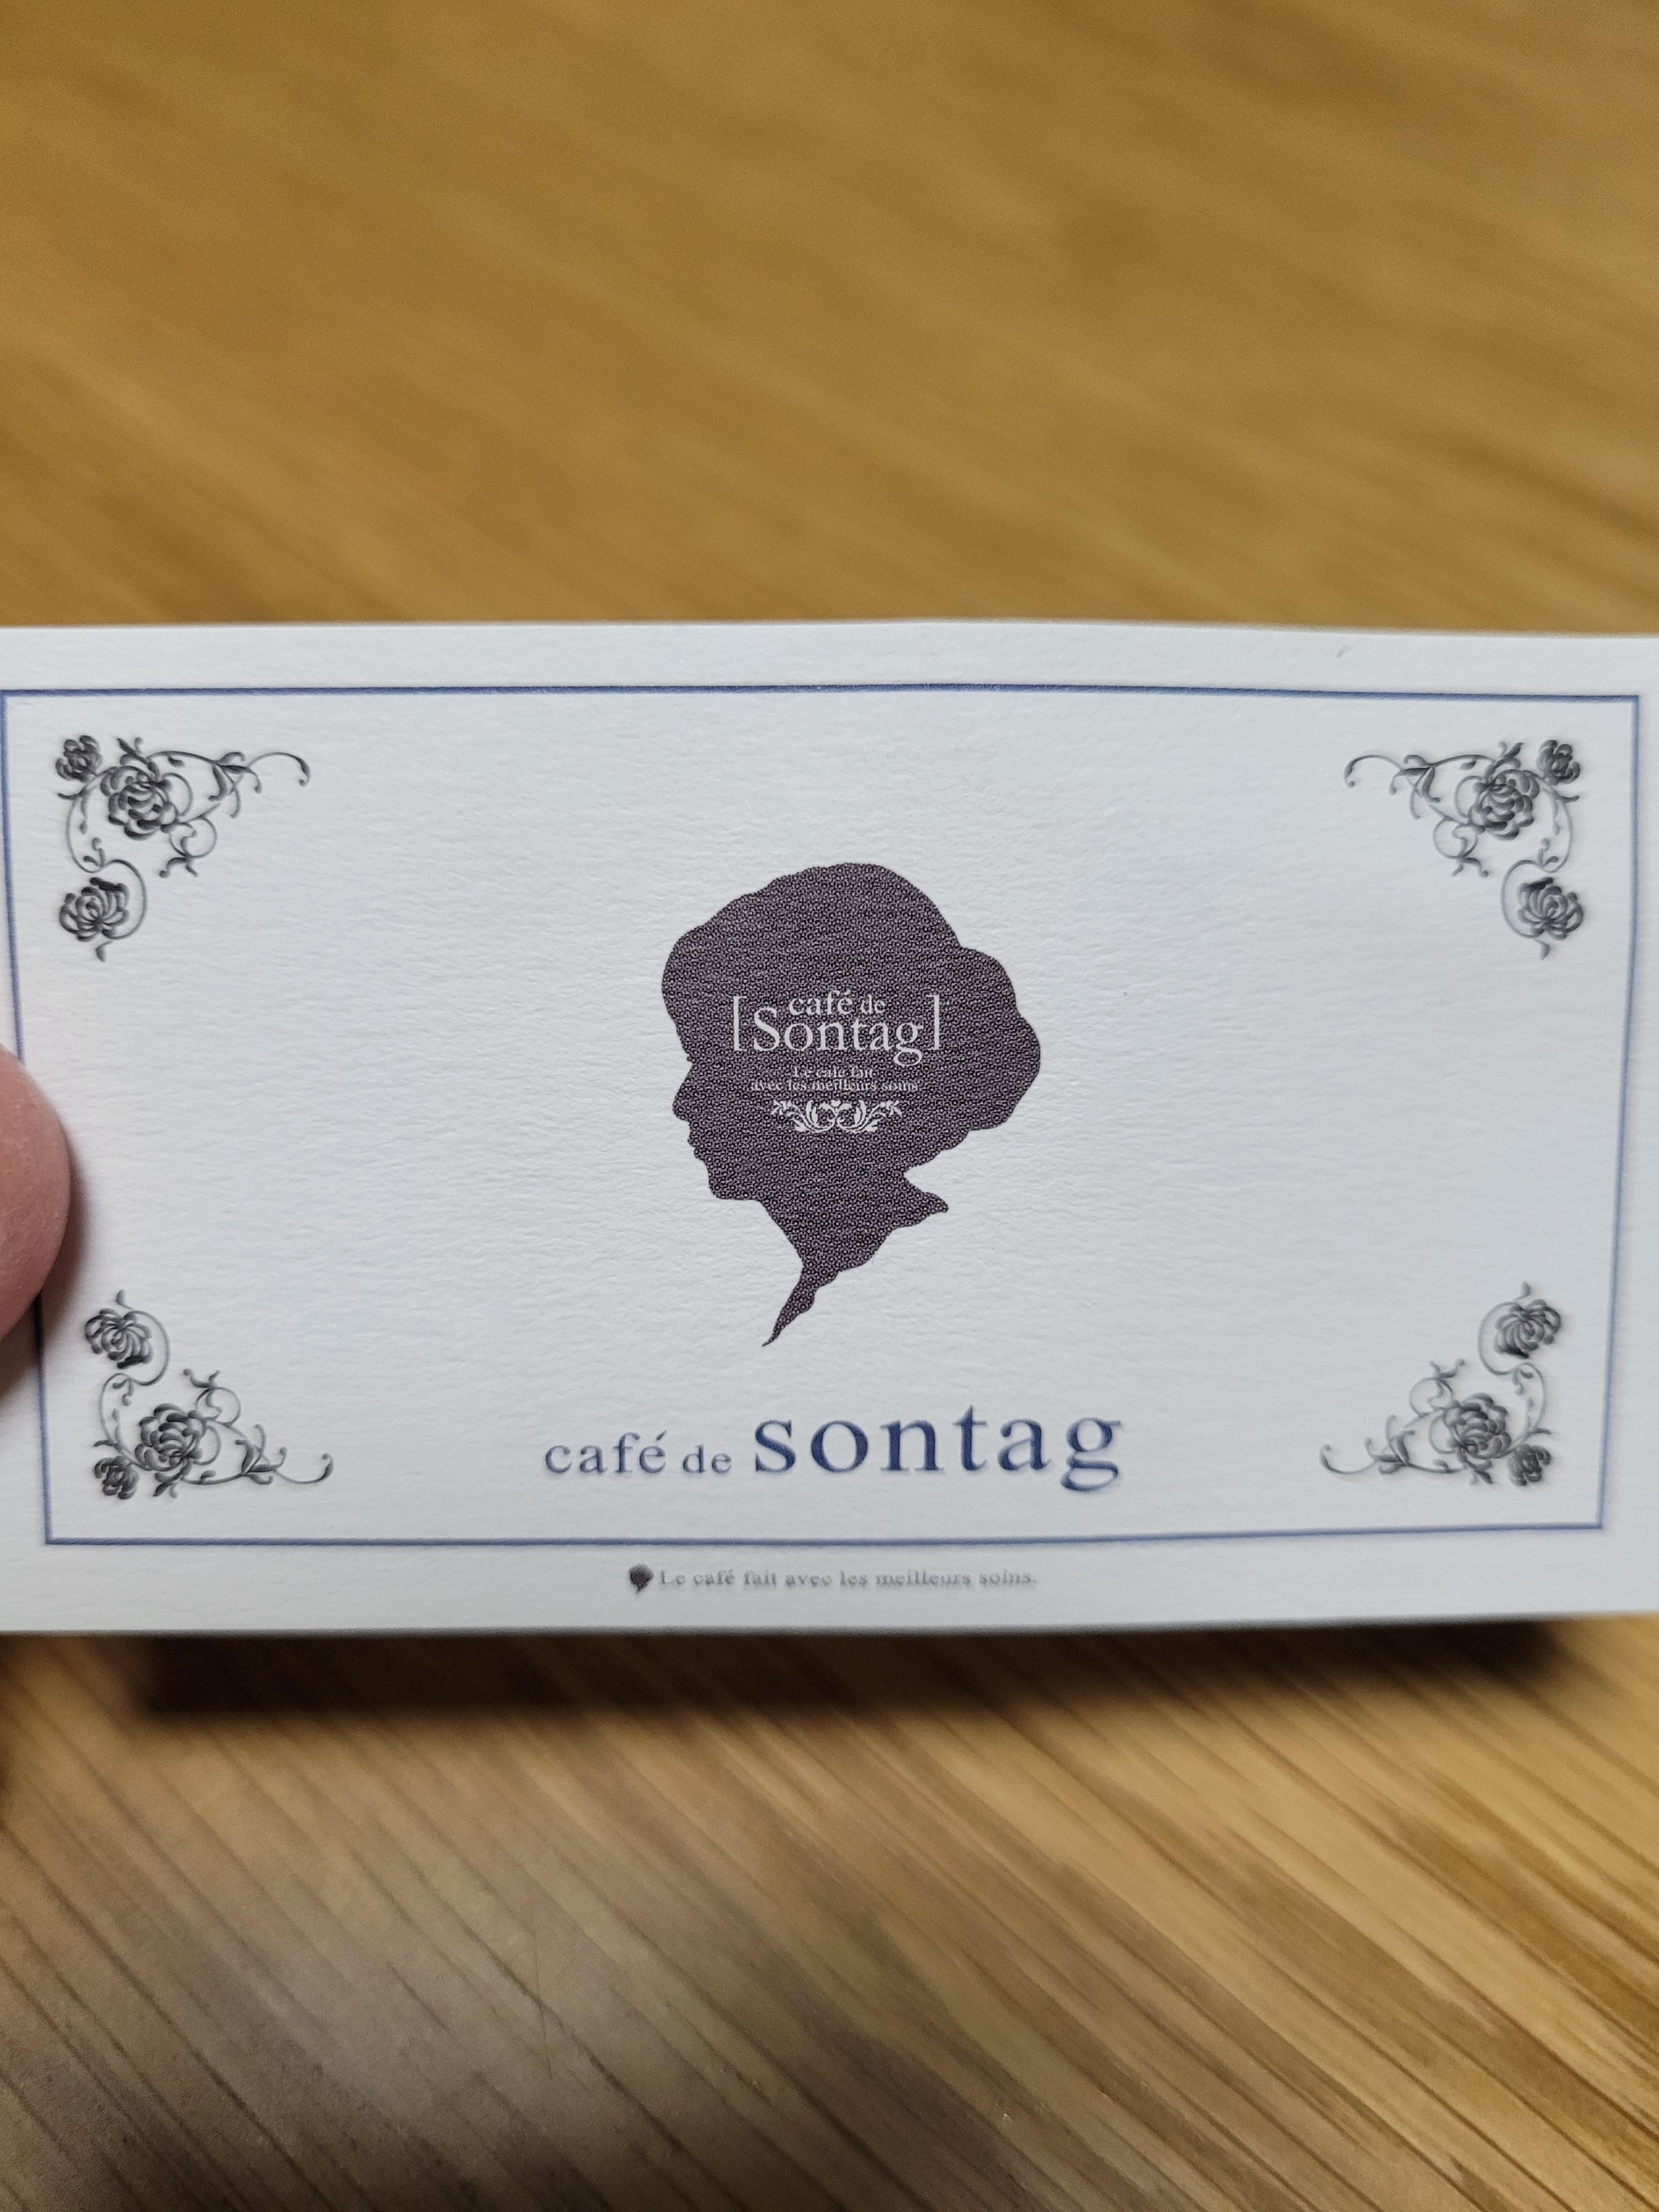 café de
[Sontag]
Le café fait
avec les meilleurs soins
café de sontag
Le café fait avec les meilleurs soins.